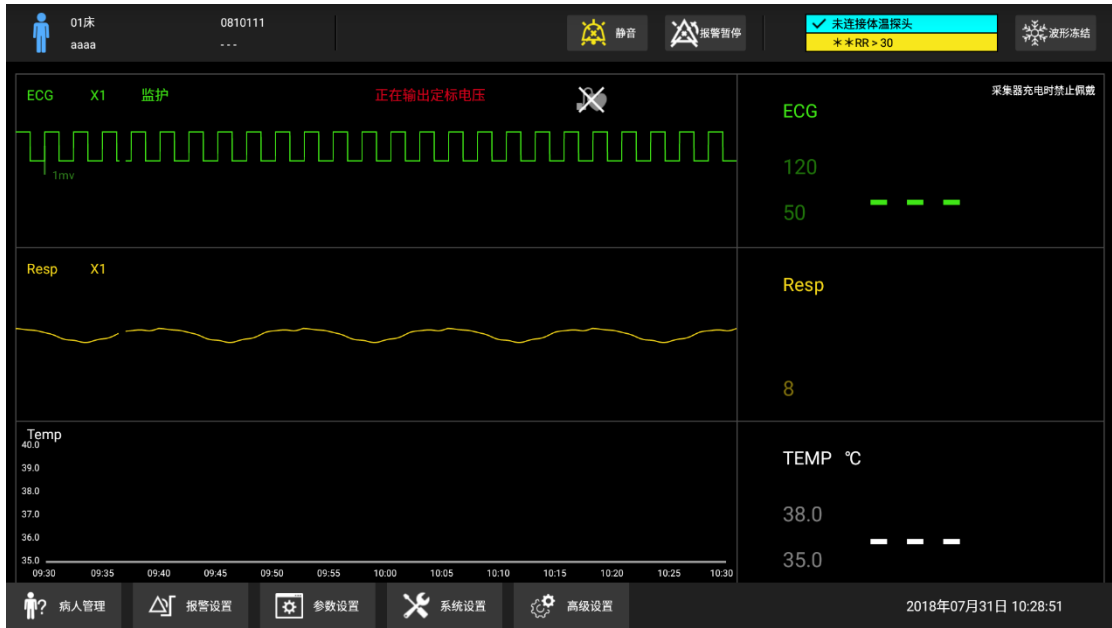 01床 0810111 静音 报警暂停 ✓ 未连接体温探头 波形冻结
aaaa --- **RR>30
ECG X1 监护 正在输出定标电压 采集器充电时禁止佩戴
ECG
1mv
120
50
---
Resp X1
Resp
8
Temp
TEMP ℃
40.0
39.0
38.0
37.0
36.0
35.0
38.0
35.0
---
09:30 09:35 09:40 09:45 09:50 09:55 10:00 10:05 10:10 10:15 10:20 10:25 10:30
病人管理 报警设置 参数设置 系统设置 高级设置 2018年07月31日 10:28:51